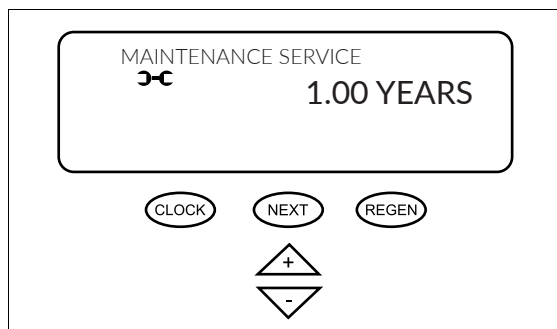 MAINTENANCE SERVICE
1.00 YEARS
CLOCK NEXT REGEN
+
-